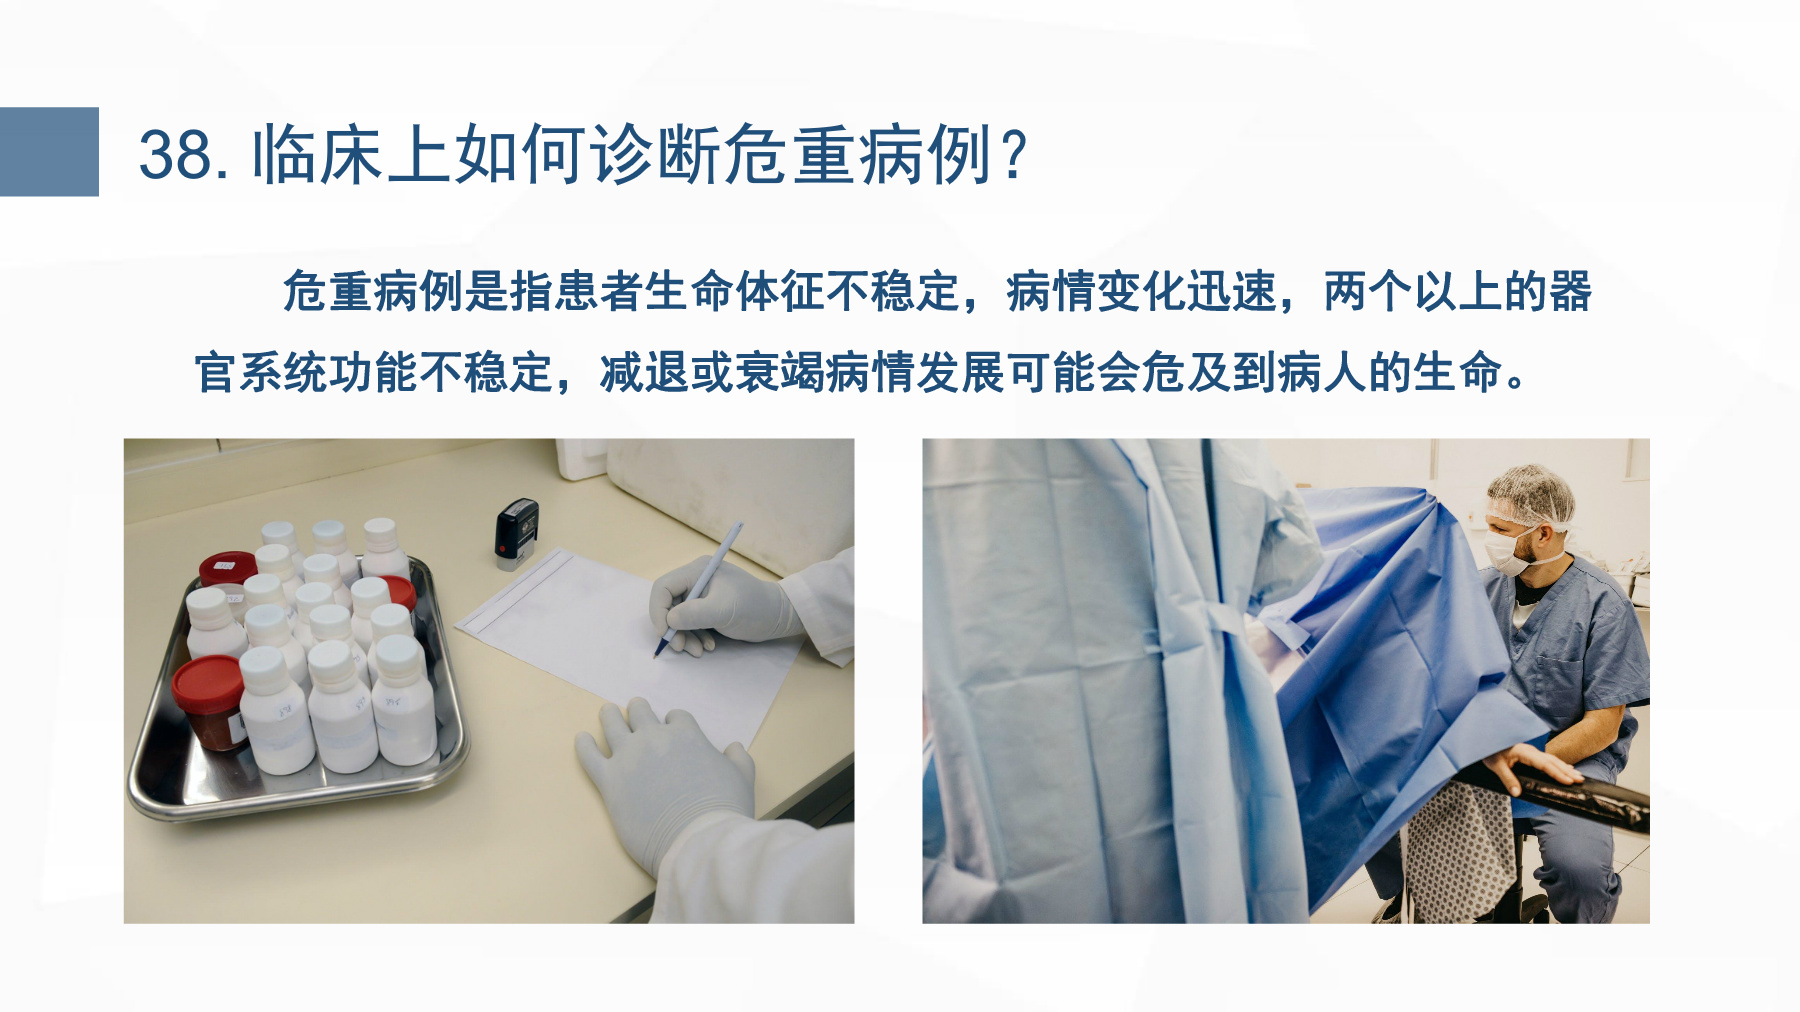 38. 临床上如何诊断危重病例？
危重病例是指患者生命体征不稳定，病情变化迅速，两个以上的器
官系统功能不稳定，减退或衰竭病情发展可能会危及到病人的生命。